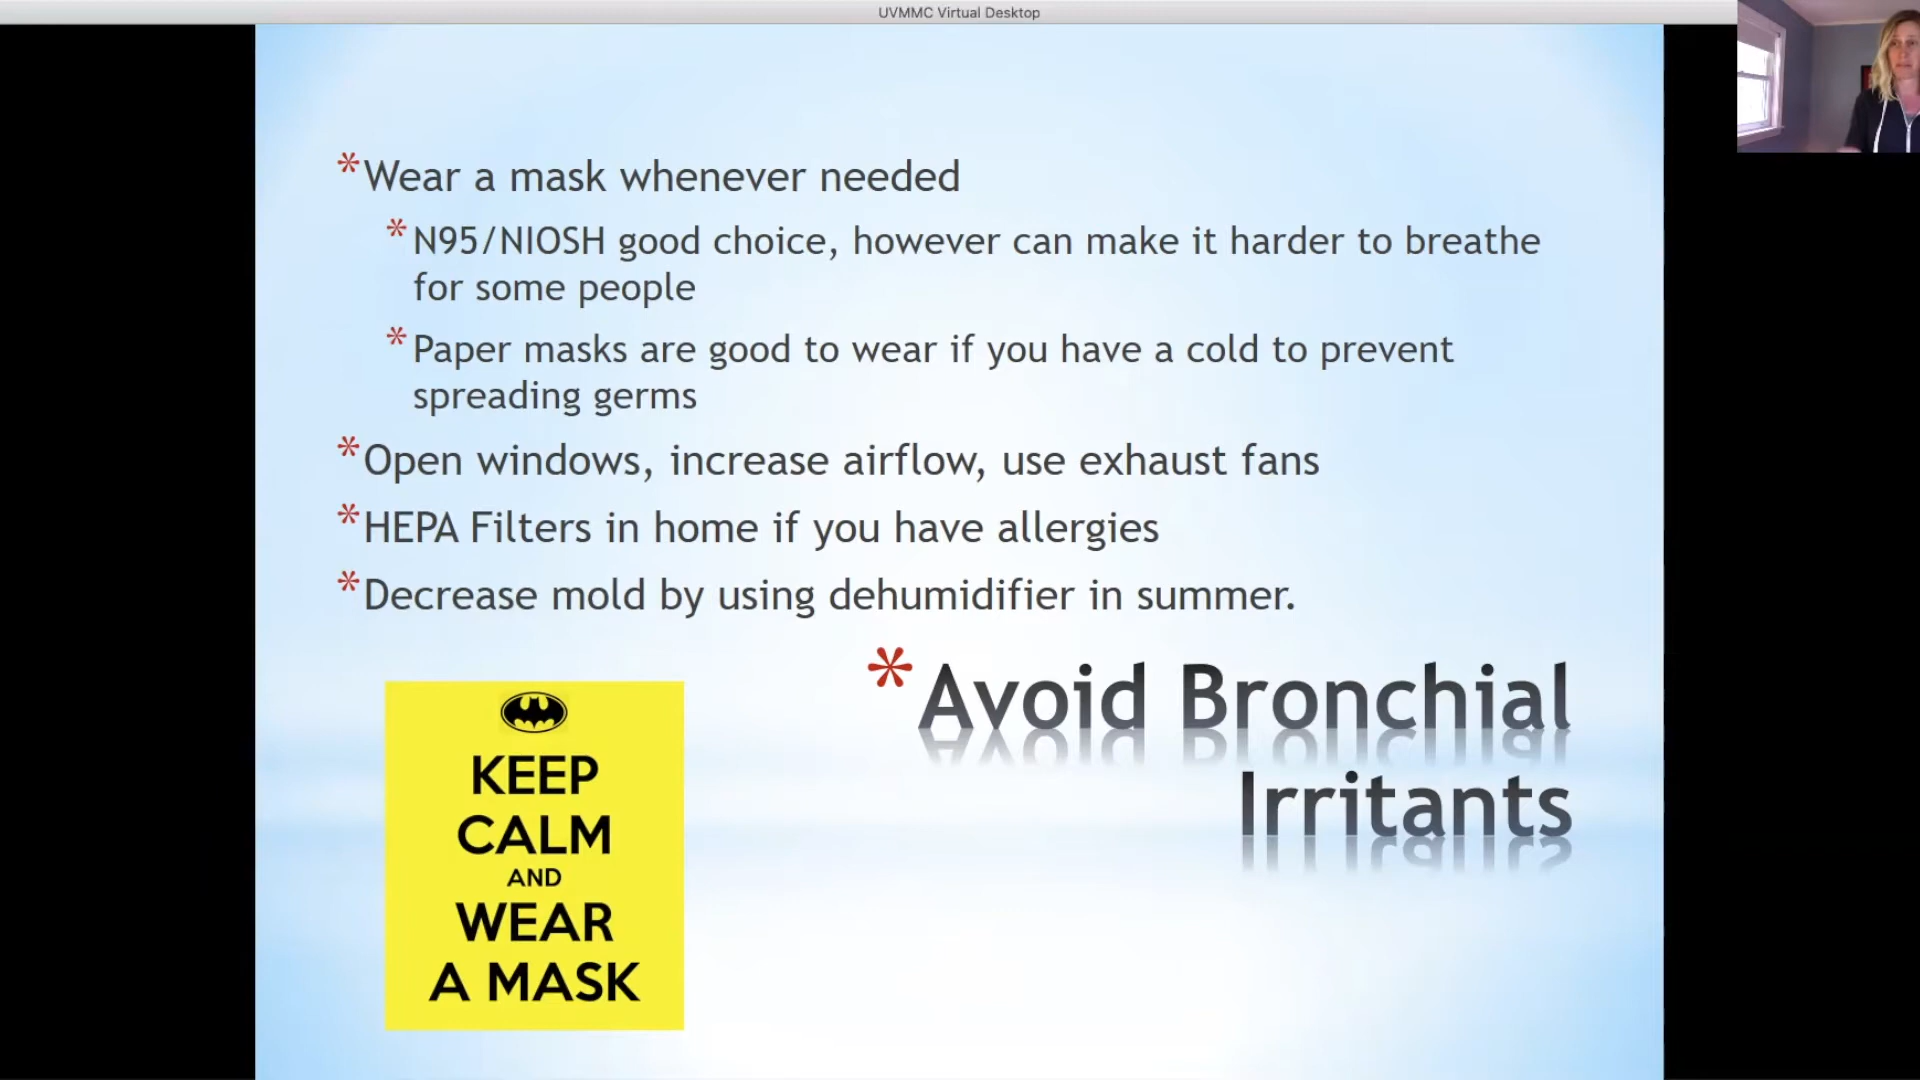 UVMMC Virtual Desktop
*Wear a mask whenever needed
*N95/NIOSH good choice, however can make it harder to breathe
for some people
*Paper masks are good to wear if you have a cold to prevent
spreading germs
*Open windows, increase airflow, use exhaust fans
*HEPA Filters in home if you have allergies
*Decrease mold by using dehumidifier in summer.
*Avoid Bronchial
Irritants
KEEP
CALM
AND
WEAR
A MASK